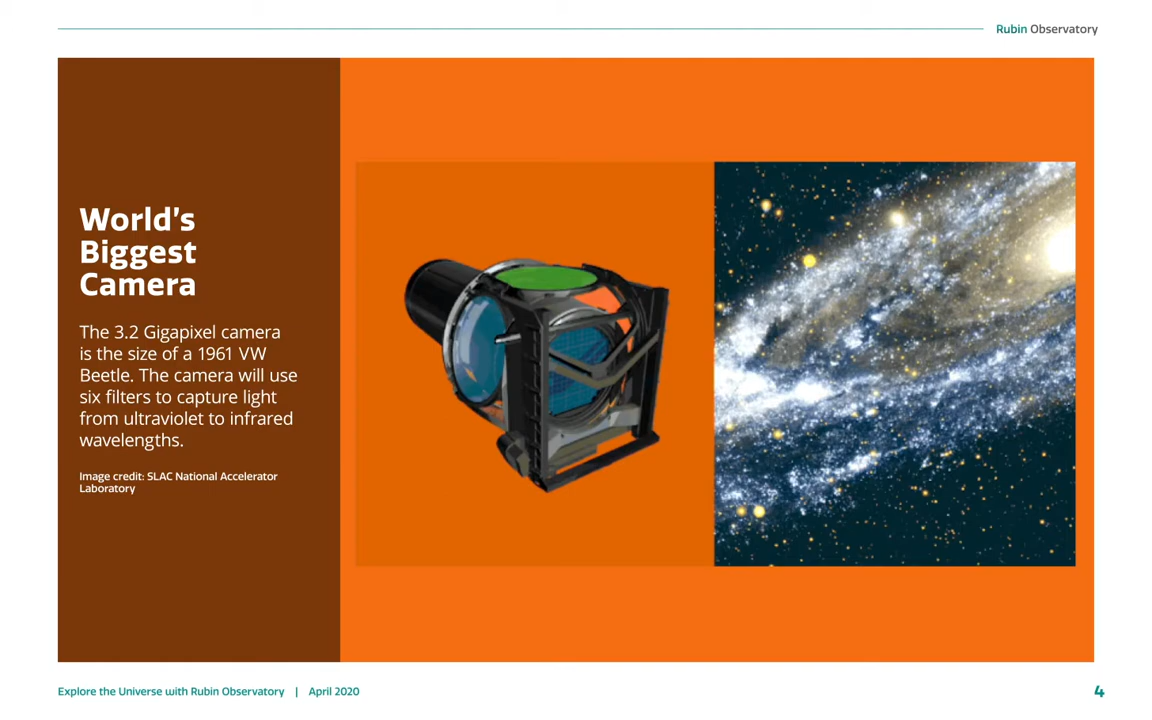 Rubin Observatory
World's
Biggest
Camera
The 3.2 Gigapixel camera
is the size of a 1961 VW
Beetle. The camera will use
six filters to capture light
from ultraviolet to infrared
wavelengths.
Image credit: SLAC National Accelerator
Laboratory
Explore the Universe with Rubin Observatory | April 2020
4